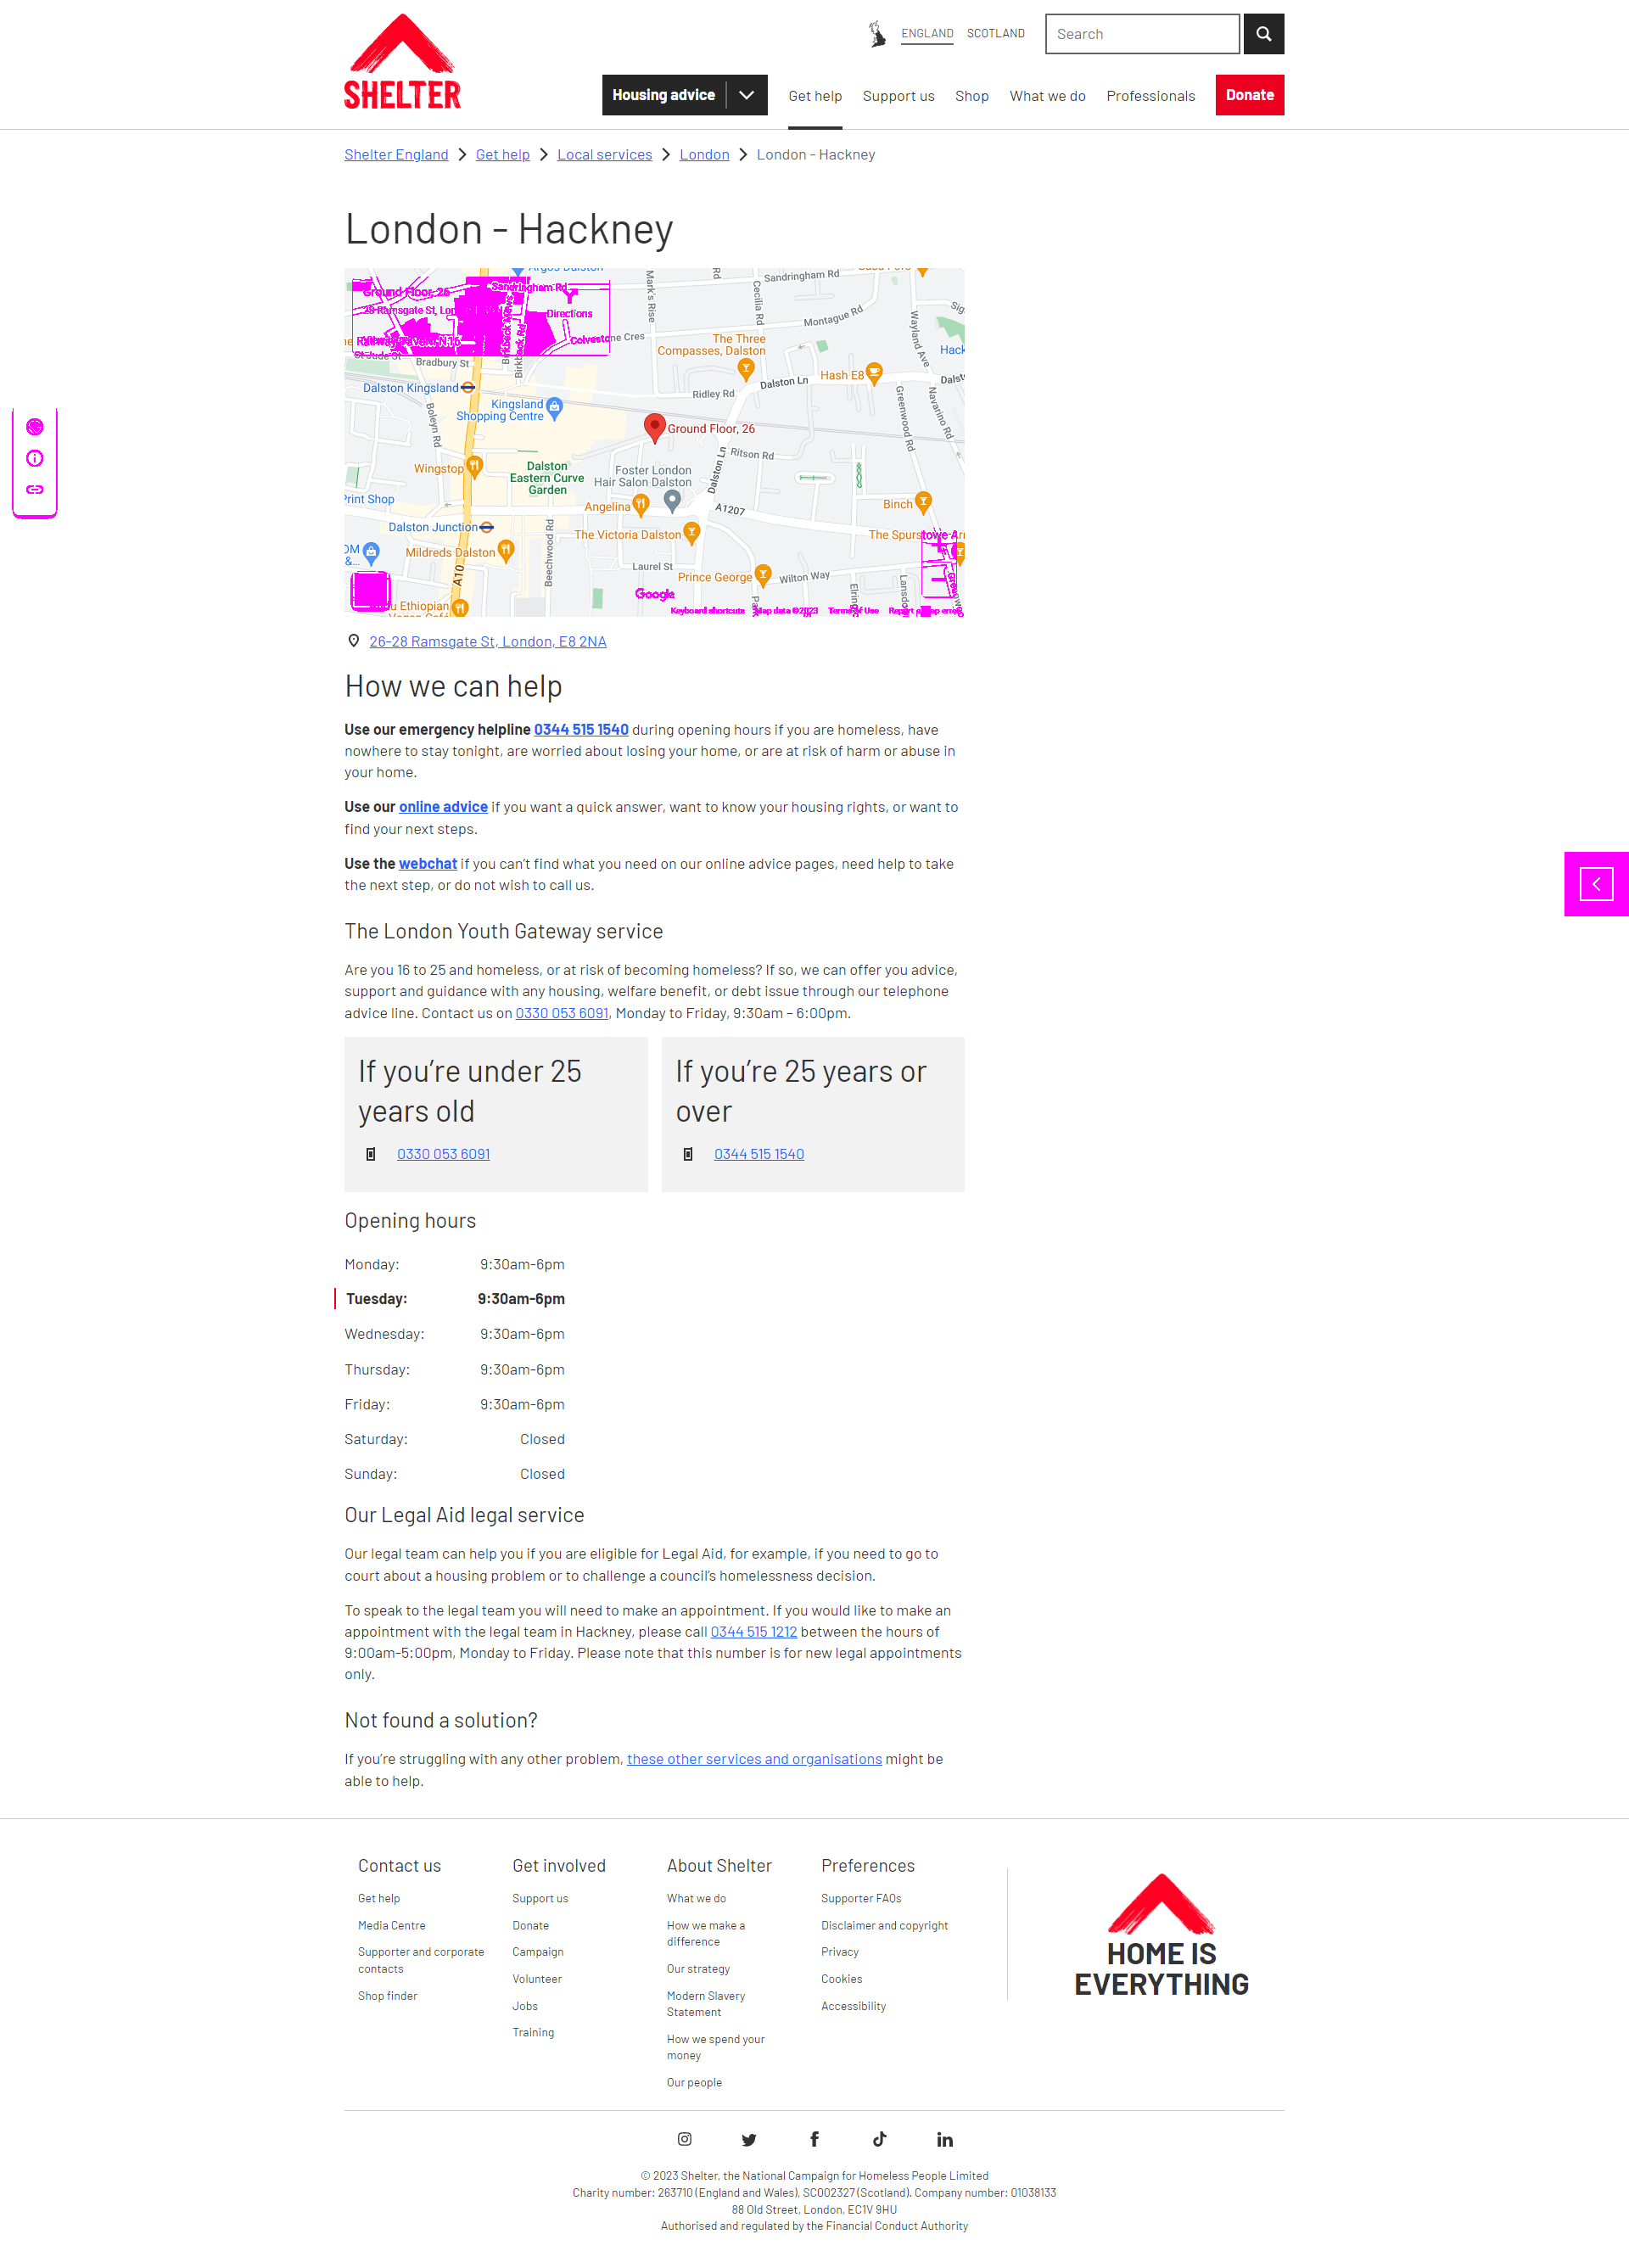 SHELTER
ENGLAND
SCOTLAND
Search
Housing advice
Get help
Support us
Shop
What we do
Professionals
Donate
Shelter England
Get help
Local services
London
London - Hackney
London - Hackney
Sandringham Rd
Mark's Rise
Cecilia Rd
Montague Rd
Wayland Ave
Ground Floor, 26
Directions
Birkbeck Mews
Birkbeck Rd
The Three
Compasses, Dalston
Bradbury St
Dalston Kingsland
Boleyn Rd
Kingsland
Shopping Centre
Ridley Rd
Dalston Ln
Hash E8
Greenwood Rd
Navarino Rd
Ground Floor, 26
Ritson Rd
Wingstop
Dalston
Eastern Curve
Garden
Foster London
Hair Salon Dalston
Dalston Ln
Print Shop
Angelina
A1207
Binch
Dalston Junction
The Victoria Dalston
Mildreds Dalston
Beechwood Rd
Laurel St
Prince George
Wilton Way
A10
Google
Keyboard shortcuts
Map data ©2023
Terms of Use
26-28 Ramsgate St, London, E8 2NA
How we can help
Use our emergency helpline 0344 515 1540 during opening hours if you are homeless, have
nowhere to stay tonight, are worried about losing your home, or are at risk of harm or abuse in
your home.
Use our online advice if you want a quick answer, want to know your housing rights, or want to
find your next steps.
Use the webchat if you can’t find what you need on our online advice pages, need help to take
the next step, or do not wish to call us.
The London Youth Gateway service
Are you 16 to 25 and homeless, or at risk of becoming homeless? If so, we can offer you advice,
support and guidance with any housing, welfare benefit, or debt issue through our telephone
advice line. Contact us on 0330 053 6091, Monday to Friday, 9:30am – 6:00pm.
If you’re under 25
years old
0330 053 6091
If you’re 25 years or
over
0344 515 1540
Opening hours
Monday: 9:30am-6pm
Tuesday: 9:30am-6pm
Wednesday: 9:30am-6pm
Thursday: 9:30am-6pm
Friday: 9:30am-6pm
Saturday: Closed
Sunday: Closed
Our Legal Aid legal service
Our legal team can help you if you are eligible for Legal Aid, for example, if you need to go to
court about a housing problem or to challenge a council’s homelessness decision.
To speak to the legal team you will need to make an appointment. If you would like to make an
appointment with the legal team in Hackney, please call 0344 515 1212 between the hours of
9:00am-5:00pm, Monday to Friday. Please note that this number is for new legal appointments
only.
Not found a solution?
If you’re struggling with any other problem, these other services and organisations might be
able to help.
Contact us
Get help
Media Centre
Supporter and corporate
contacts
Shop finder
Get involved
Support us
Donate
Campaign
Volunteer
Jobs
Training
About Shelter
What we do
How we make a
difference
Our strategy
Modern Slavery
Statement
How we spend your
money
Our people
Preferences
Supporter FAQs
Disclaimer and copyright
Privacy
Cookies
Accessibility
HOME IS
EVERYTHING
© 2023 Shelter, the National Campaign for Homeless People Limited
Charity number: 263710 (England and Wales), SC002327 (Scotland). Company number: 01038133
88 Old Street, London, EC1V 9HU
Authorised and regulated by the Financial Conduct Authority